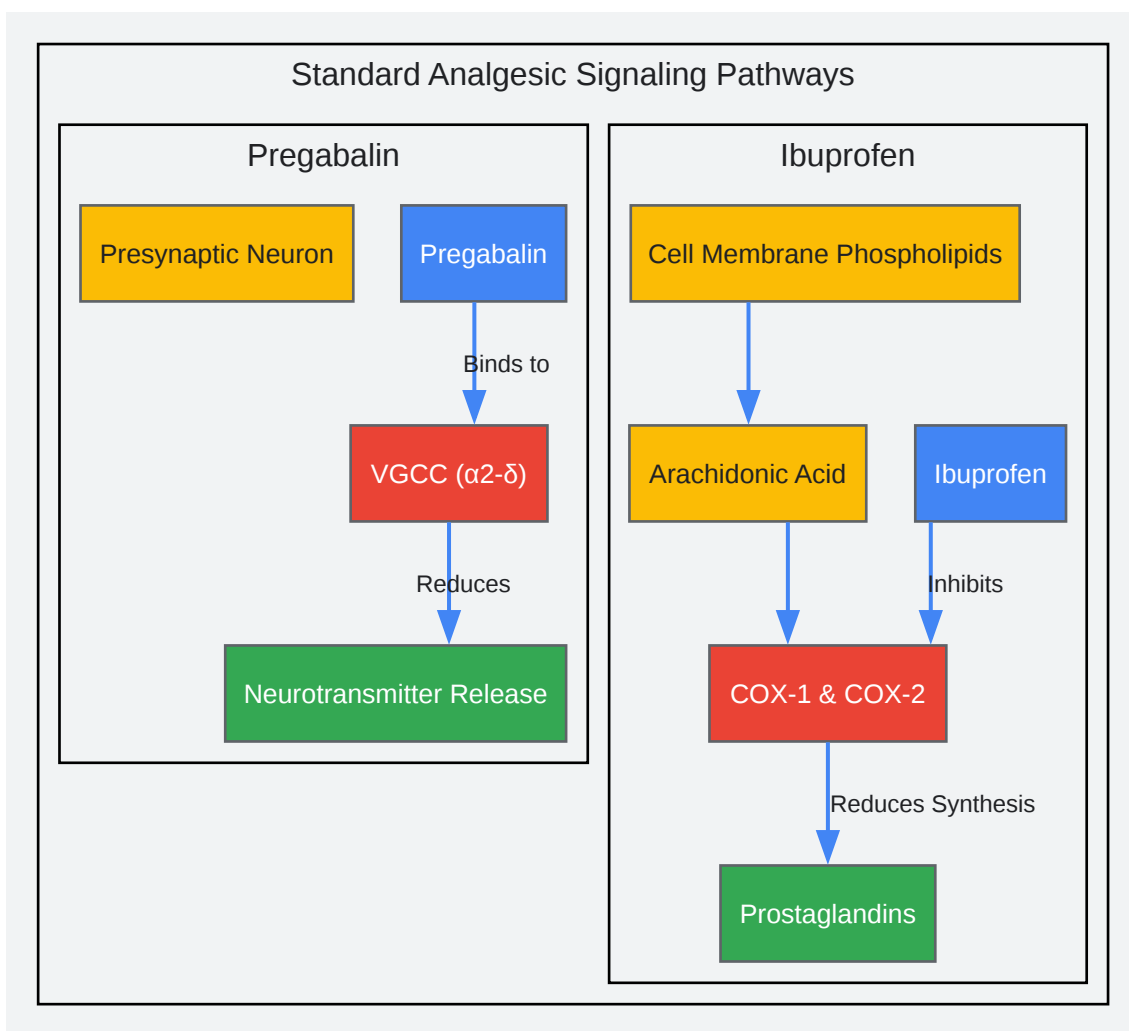 Standard Analgesic Signaling Pathways
Pregabalin
Presynaptic Neuron
Pregabalin
Binds to
VGCC (α2-δ)
Reduces
Neurotransmitter Release
Ibuprofen
Cell Membrane Phospholipids
Arachidonic Acid
Ibuprofen
Inhibits
COX-1 & COX-2
Reduces Synthesis
Prostaglandins